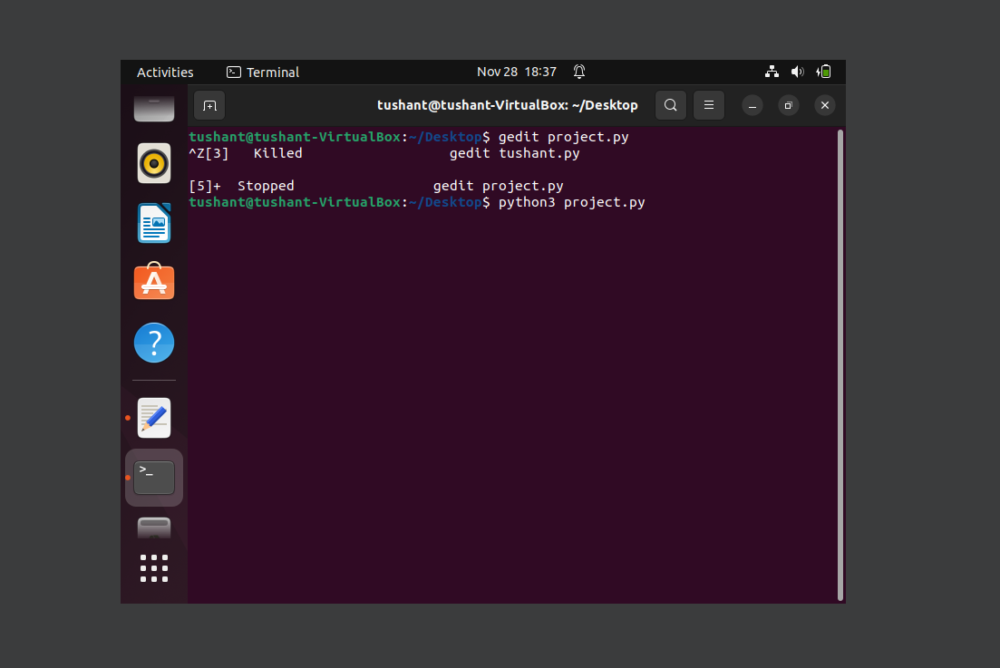 Activities
Terminal
Nov 28 18:37
tushant@tushant-VirtualBox: ~/Desktop
tushant@tushant-VirtualBox:~/Desktop$ gedit project.py
^Z[3]   Killed                  gedit tushant.py
[5]+  Stopped                 gedit project.py
tushant@tushant-VirtualBox:~/Desktop$ python3 project.py
A
?
>_